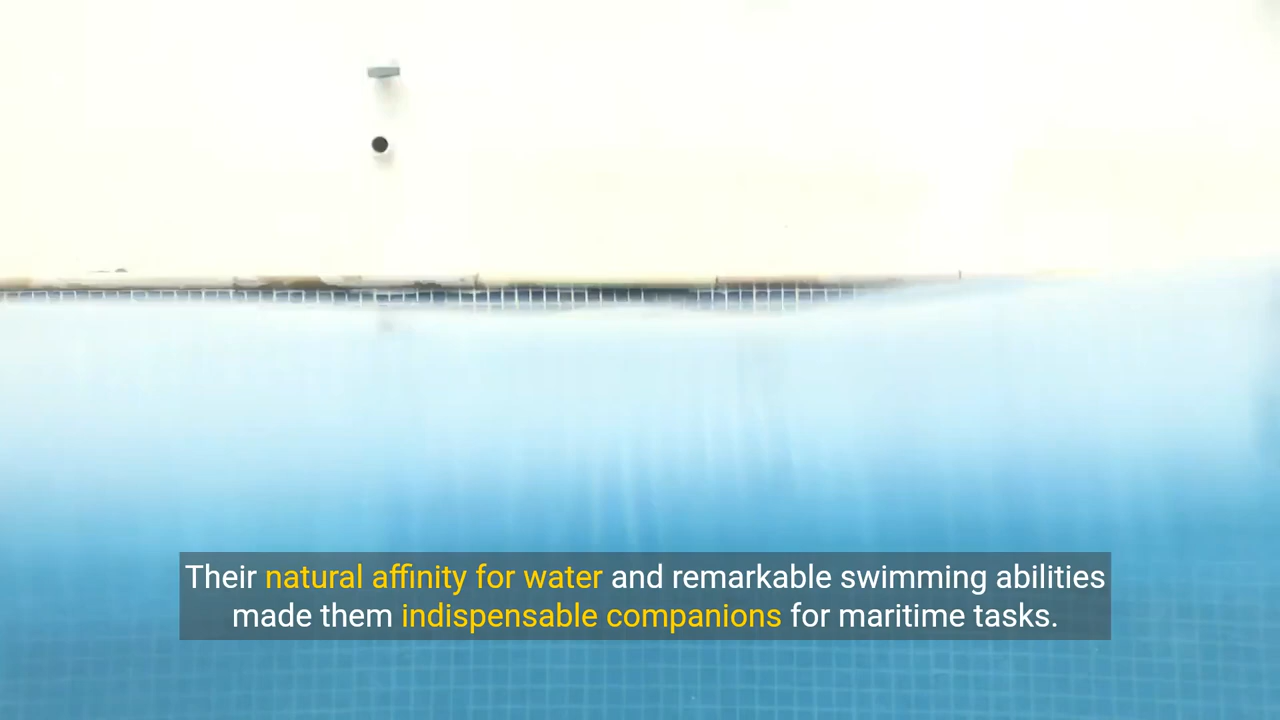 Their natural affinity for water and remarkable swimming abilities
made them indispensable companions for maritime tasks.